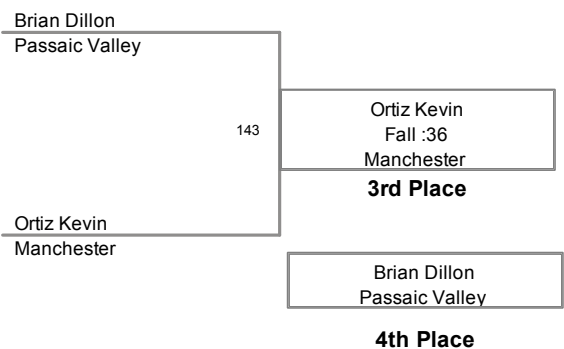 Brian Dillon
Passaic Valley
143
Ortiz Kevin
Fall :36
Manchester
3rd Place
Ortiz Kevin
Manchester
Brian Dillon
Passaic Valley
4th Place